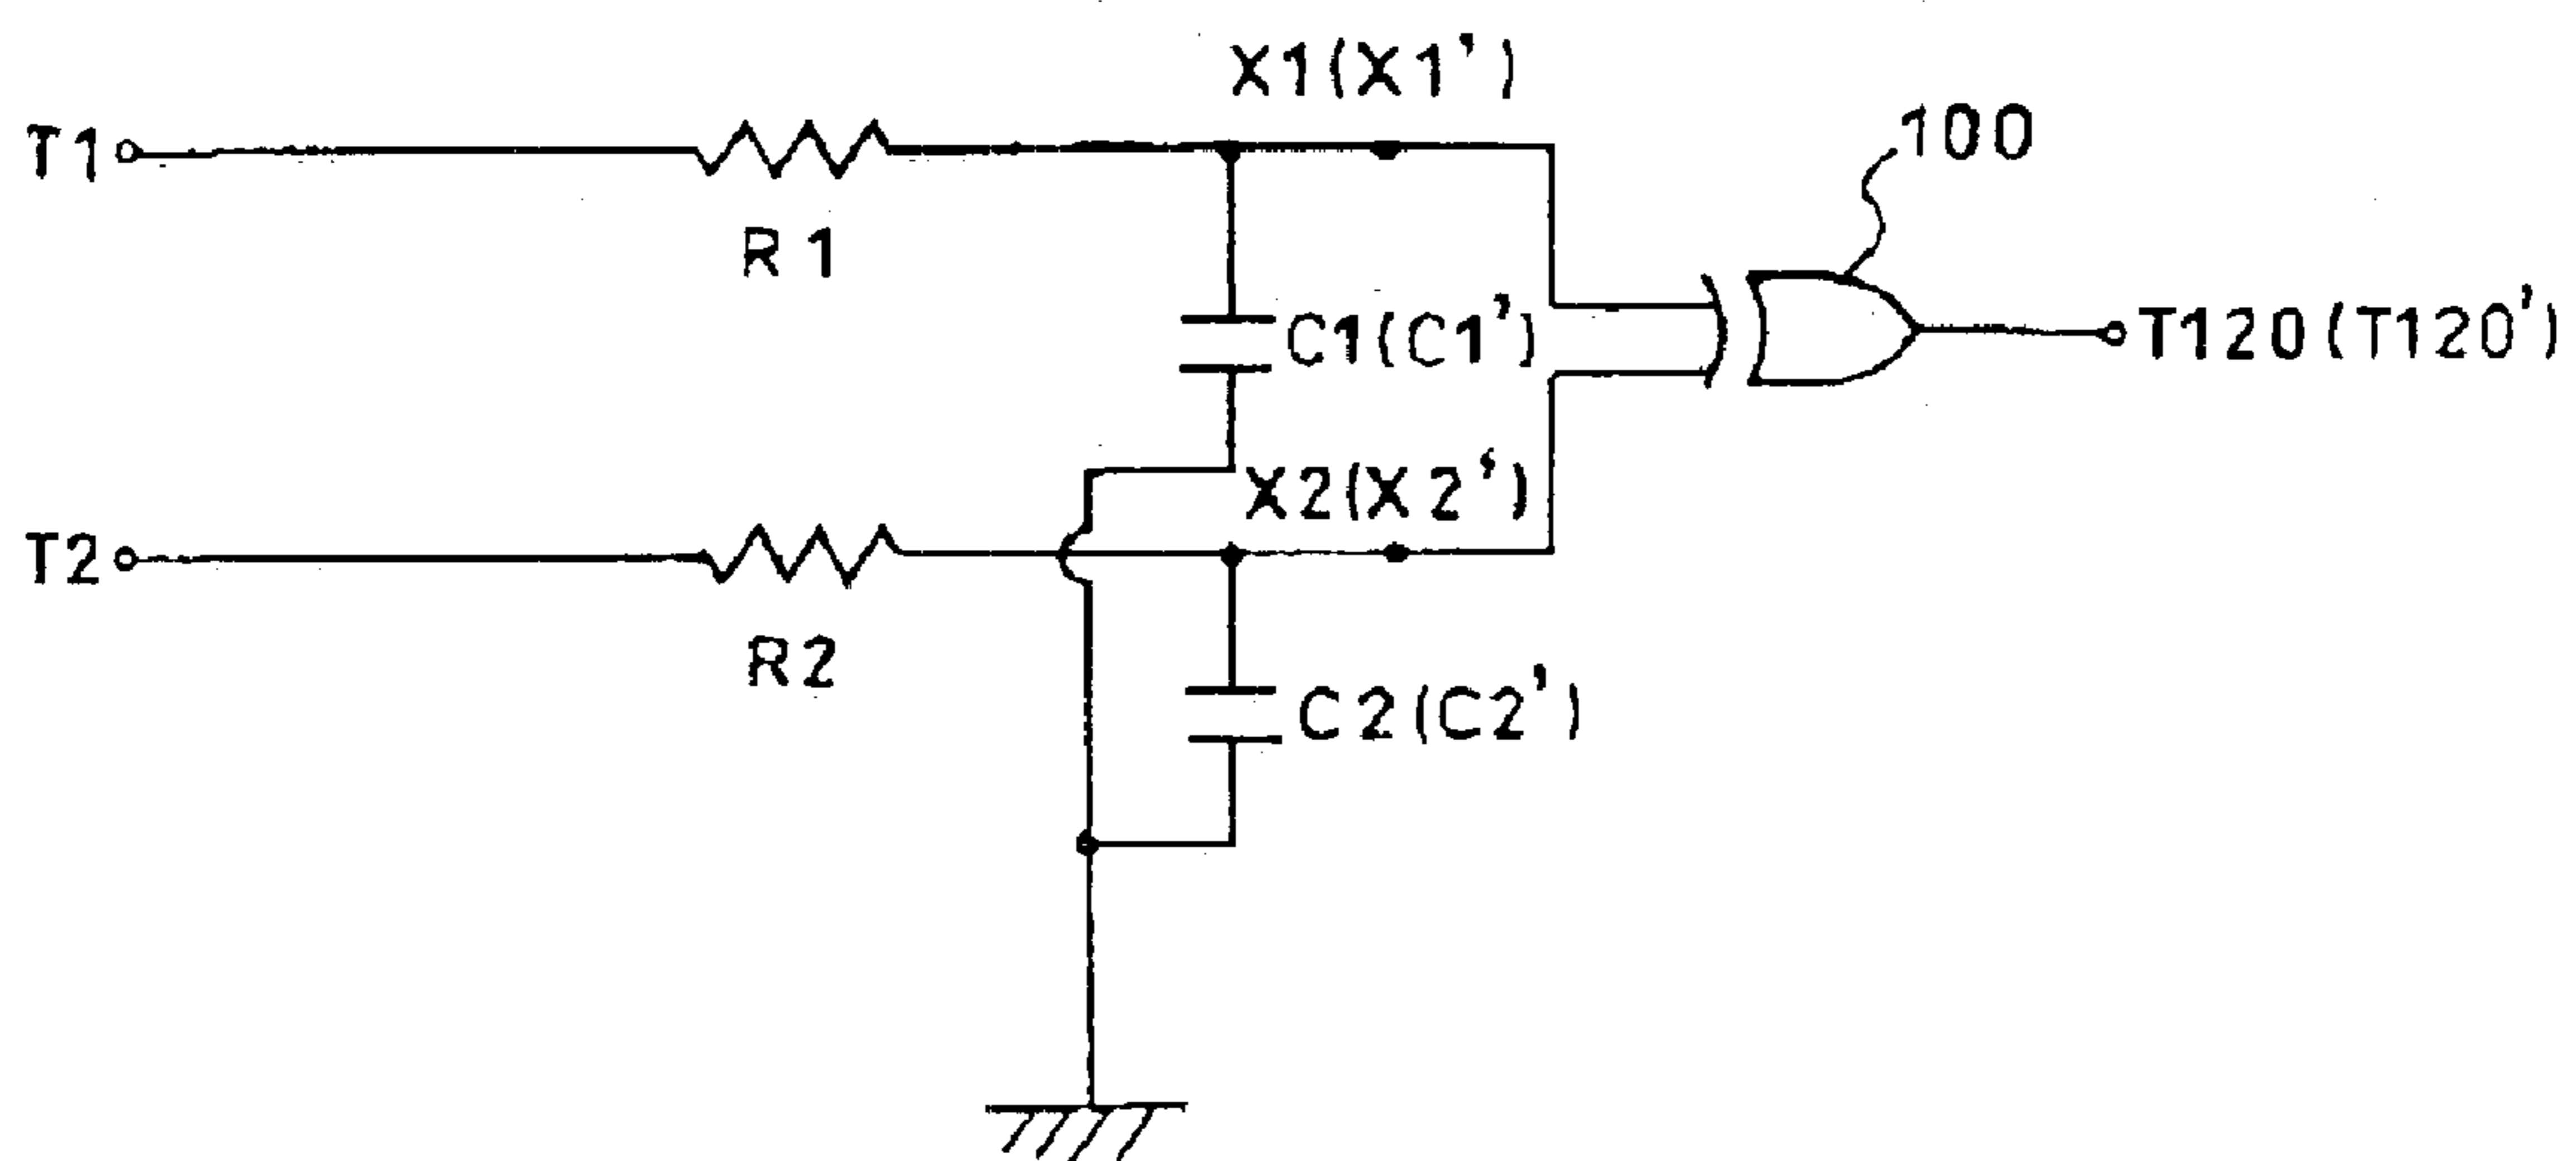 X1(X1')
100
T1
R1
C1(C1')
T120(T120')
X2(X2')
T2
R2
C2(C2')